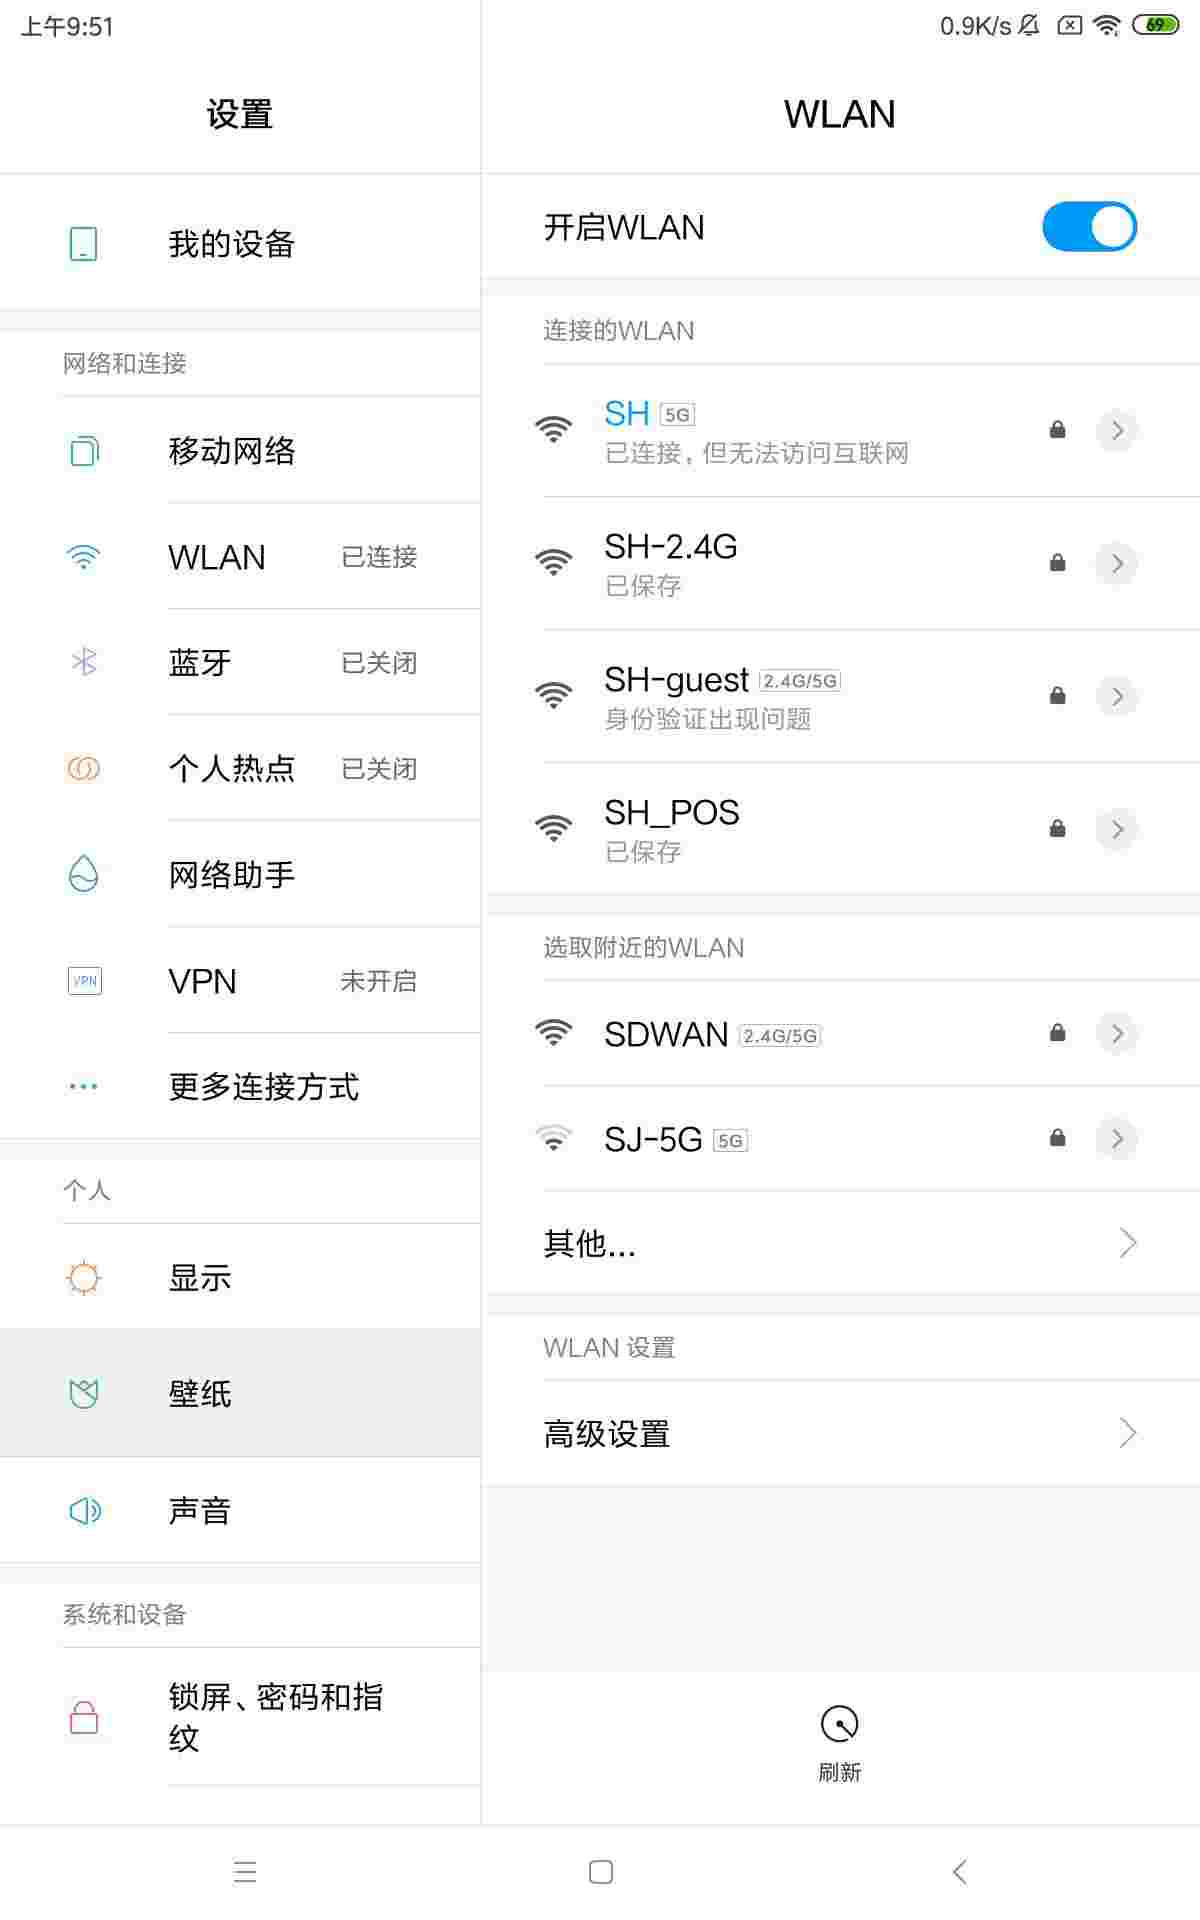 上午9:51
0.9K/s
69
设置
我的设备
网络和连接
移动网络
WLAN 已连接
蓝牙 已关闭
个人热点 已关闭
网络助手
VPN VPN 未开启
更多连接方式
个人
显示
壁纸
声音
系统和设备
锁屏、密码和指
纹
WLAN
开启WLAN
连接的WLAN
SH 5G
已连接，但无法访问互联网
SH-2.4G
已保存
SH-guest 2.4G/5G
身份验证出现问题
SH_POS
已保存
选取附近的WLAN
SDWAN 2.4G/5G
SJ-5G 5G
其他...
WLAN 设置
高级设置
刷新